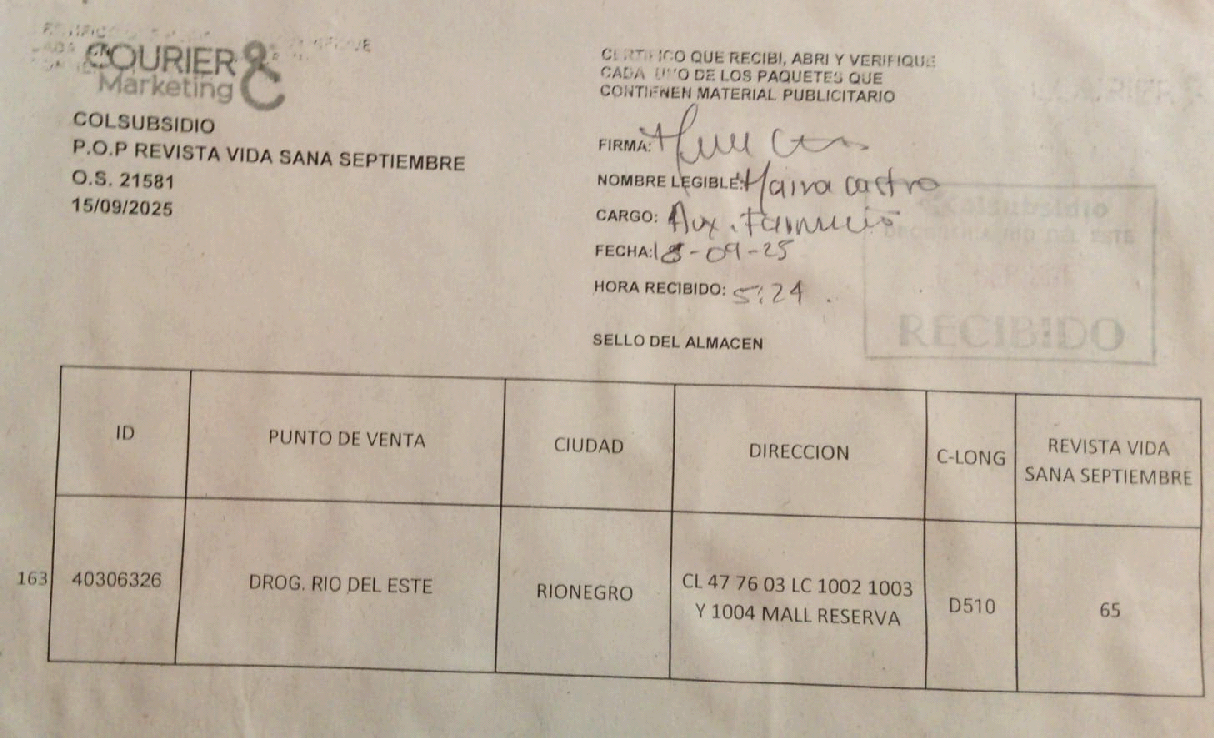 COURIER &
Marketing
COLSUBSIDIO
P.O.P REVISTA VIDA SANA SEPTIEMBRE
O.S. 21581
15/09/2025
CERTIFICO QUE RECIBI, ABRI Y VERIFIQUE
CADA UNO DE LOS PAQUETES QUE
CONTIENEN MATERIAL PUBLICITARIO
FIRMA:
NOMBRE LEGIBLE: Maira Castro
CARGO: Aux.
FECHA: 18-09-25
HORA RECIBIDO: 5:24
SELLO DEL ALMACEN
Colsubsidio
RECIBIDO
ID PUNTO DE VENTA CIUDAD DIRECCION C-LONG REVISTA VIDA
SANA SEPTIEMBRE
163 40306326 DROG. RIO DEL ESTE RIONEGRO CL 47 76 03 LC 1002 1003
Y 1004 MALL RESERVA D510 65